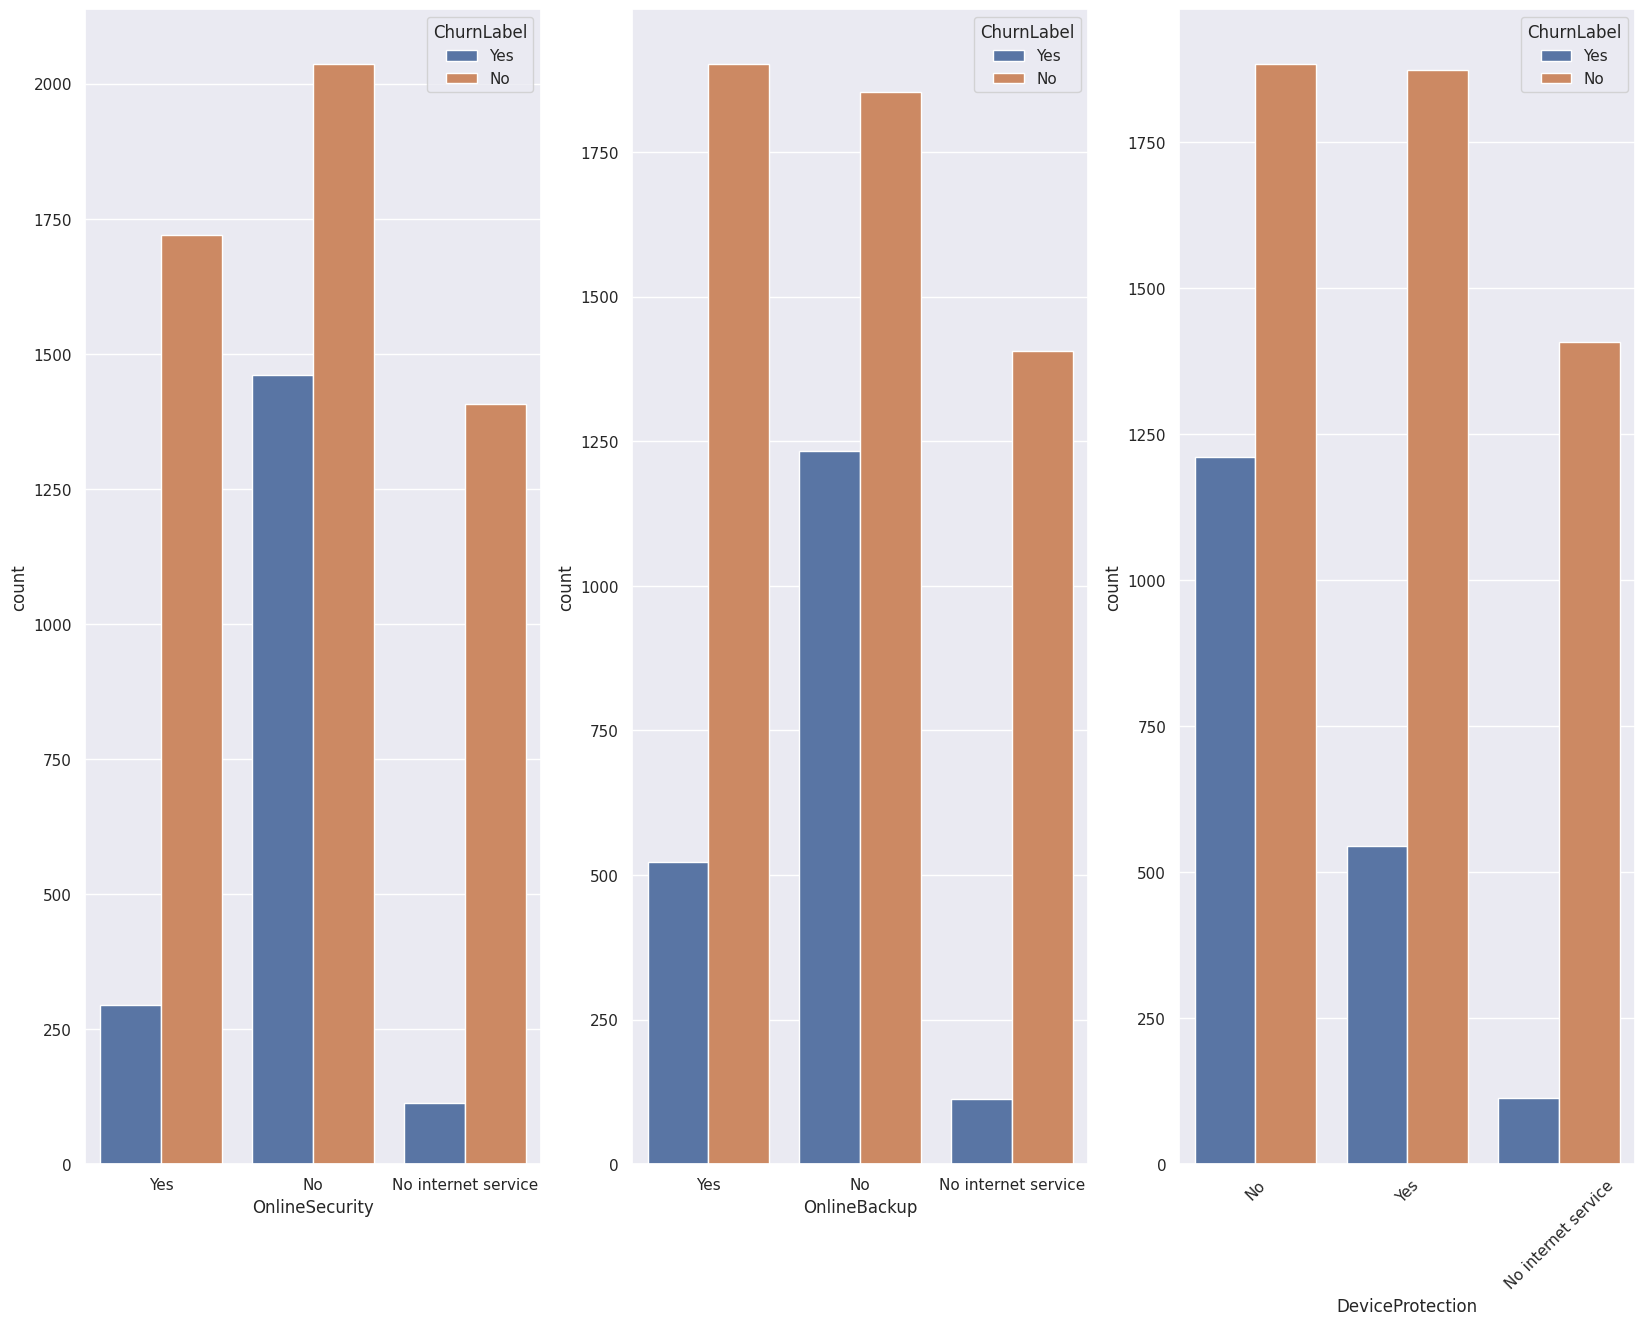 ChurnLabel
Yes
No
2000
1750
1500
1250
1000
750
500
250
0
count
Yes No No internet service
OnlineSecurity
ChurnLabel
Yes
No
1750
1500
1250
1000
750
500
250
0
count
Yes No No internet service
OnlineBackup
ChurnLabel
Yes
No
1750
1500
1250
1000
750
500
250
0
count
No
Yes
No internet service
DeviceProtection